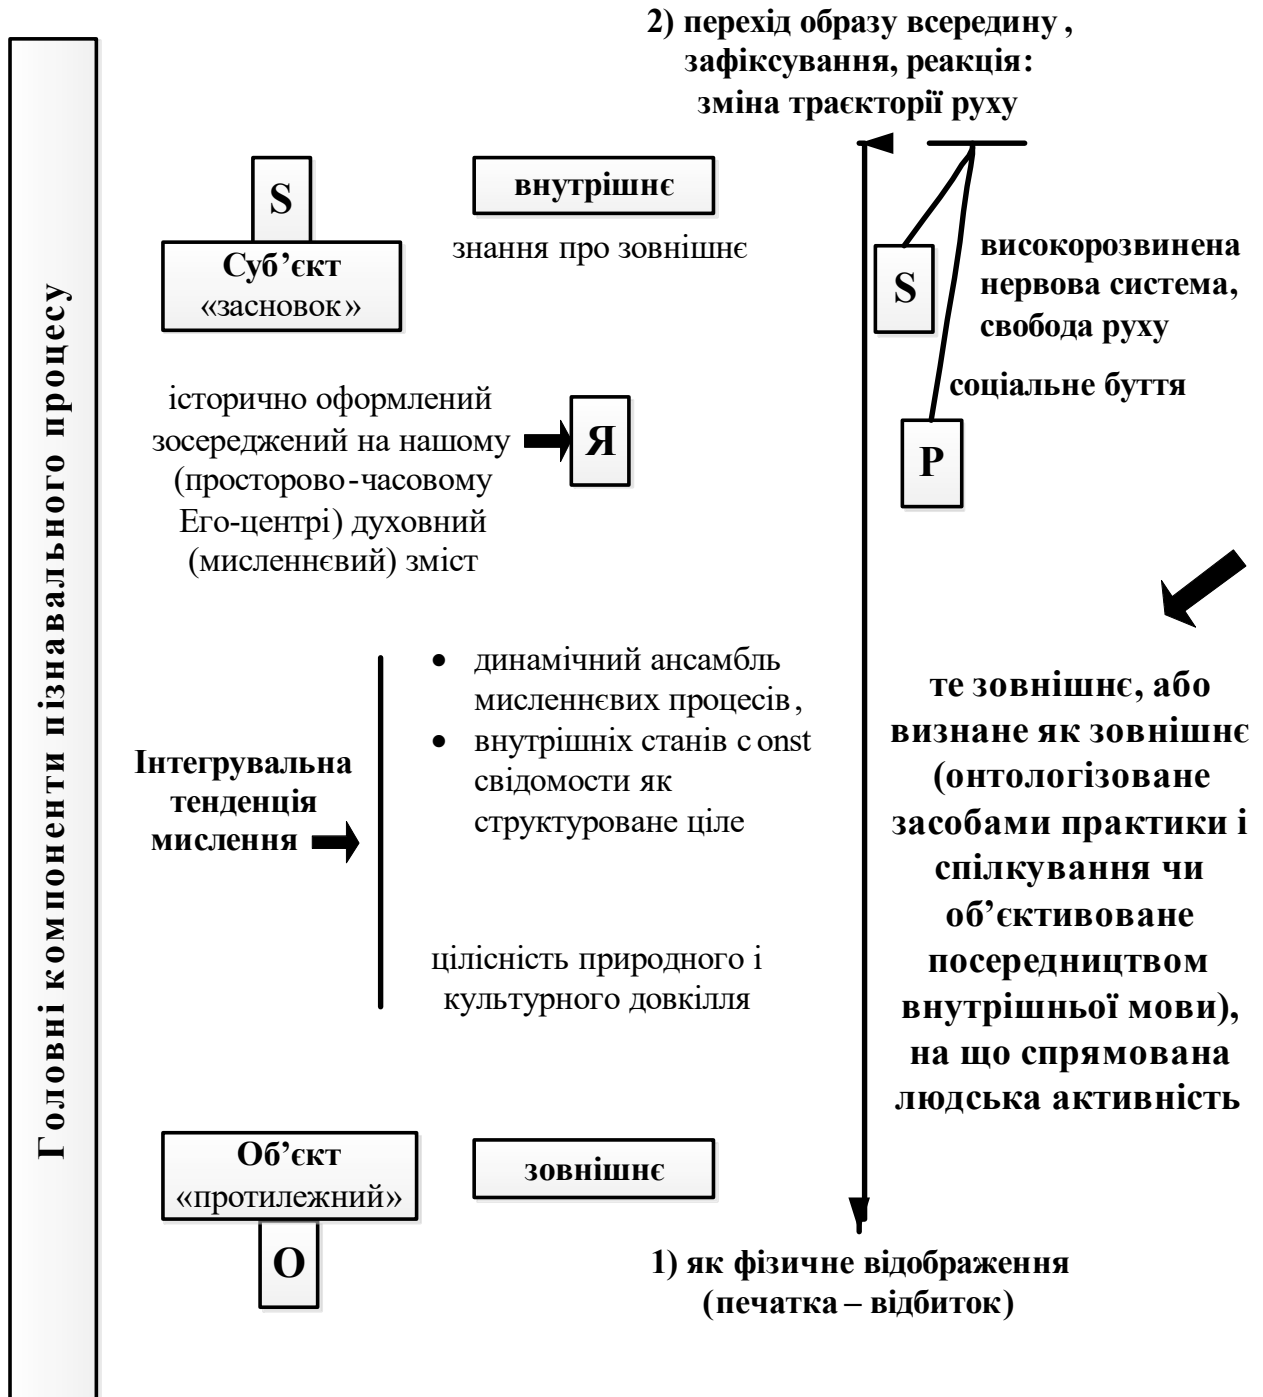 Головні компоненти пізнавального процесу
2) перехід образу всередину,
зафіксування, реакція:
зміна траєкторії руху
S
Суб’єкт
«засновок»
внутрішнє
знання про зовнішнє
S
високорозвинена
нервова система,
свобода руху
соціальне буття
P
історично оформлений
зосереджений на нашому
(просторово-часовому
Его-центрі) духовний
(мисленнєвий) зміст
Я
Інтегрувальна
тенденція
мислення
• динамічний ансамбль
мисленнєвих процесів,
• внутрішніх станів const
свідомости як
структуроване ціле
цілісність природного і
культурного довкілля
те зовнішнє, або
визнане як зовнішнє
(онтологізоване
засобами практики і
спілкування чи
об’єктивоване
посередництвом
внутрішньої мови),
на що спрямована
людська активність
Об’єкт
«протилежний»
O
зовнішнє
1) як фізичне відображення
(печатка – відбиток)